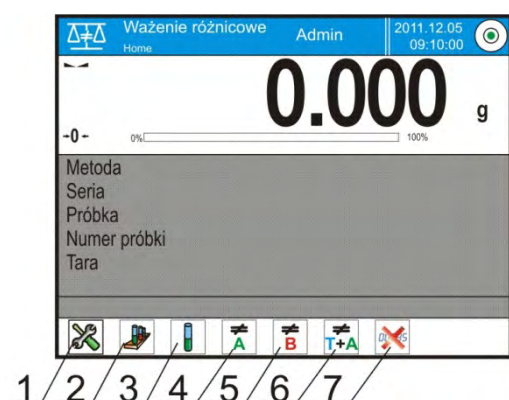 Ważenie różnicowe
Home
Admin
2011.12.05
09:10:00
0.000 g
→0←
0% 100%
Metoda
Seria
Próbka
Numer próbki
Tara
≠ A
≠ B
≠ T+A
1 2 3 4 5 6 7